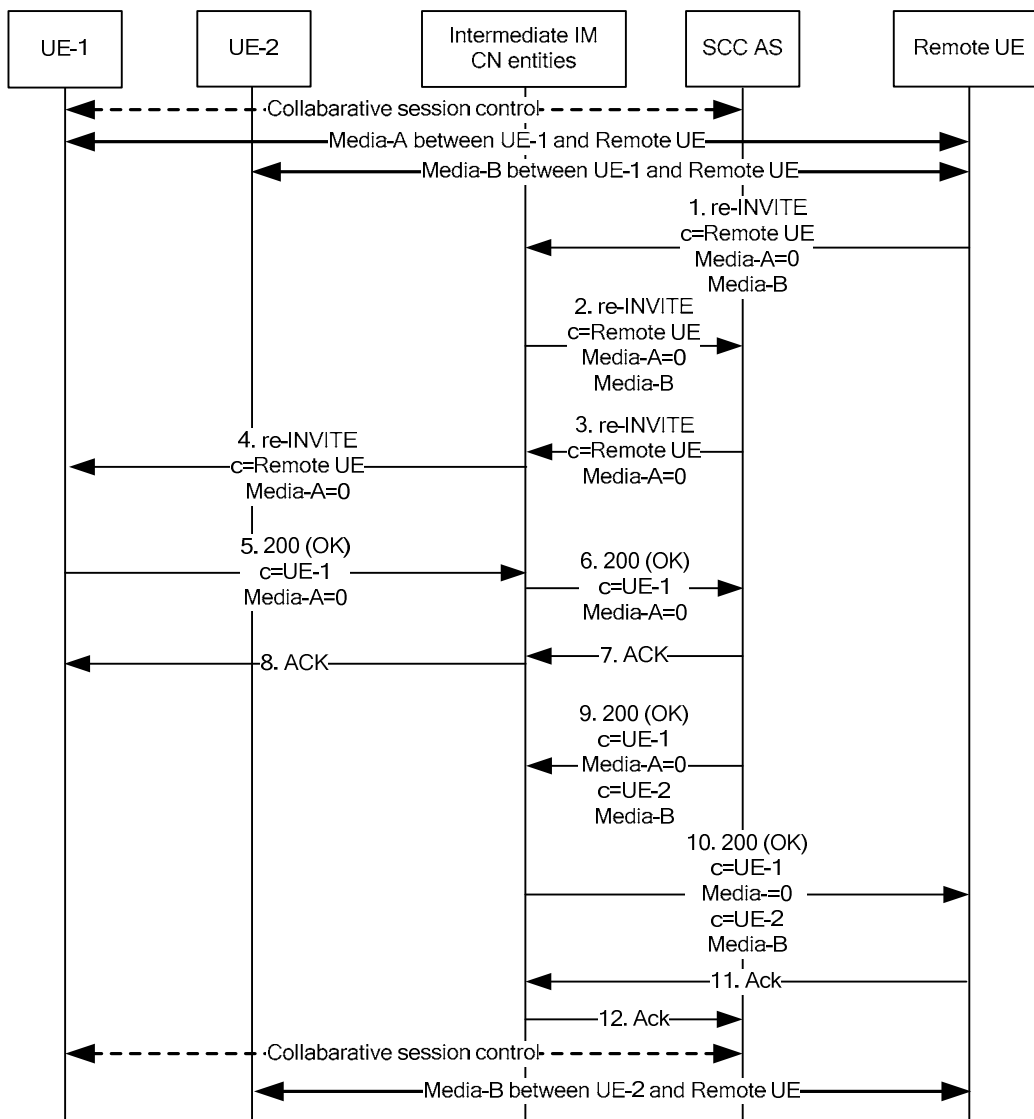 UE-1
UE-2
Intermediate IM
CN entities
SCC AS
Remote UE
Collabarative session control
Media-A between UE-1 and Remote UE
Media-B between UE-1 and Remote UE
1. re-INVITE
c=Remote UE
Media-A=0
Media-B
2. re-INVITE
c=Remote UE
Media-A=0
Media-B
3. re-INVITE
c=Remote UE
Media-A=0
4. re-INVITE
c=Remote UE
Media-A=0
5. 200 (OK)
c=UE-1
Media-A=0
6. 200 (OK)
c=UE-1
Media-A=0
7. ACK
8. ACK
9. 200 (OK)
c=UE-1
Media-A=0
c=UE-2
Media-B
10. 200 (OK)
c=UE-1
Media-=0
c=UE-2
Media-B
11. Ack
12. Ack
Collabarative session control
Media-B between UE-2 and Remote UE